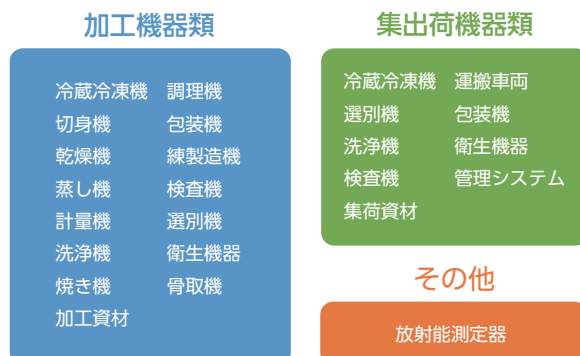 加工機器類
冷蔵冷凍機 調理機
切身機 包装機
乾燥機 練製造機
蒸し機 検査機
計量機 選別機
洗浄機 衛生機器
焼き機 骨取機
加工資材
集出荷機器類
冷蔵冷凍機 運搬車両
選別機 包装機
洗浄機 衛生機器
検査機 管理システム
集荷資材
その他
放射能測定器